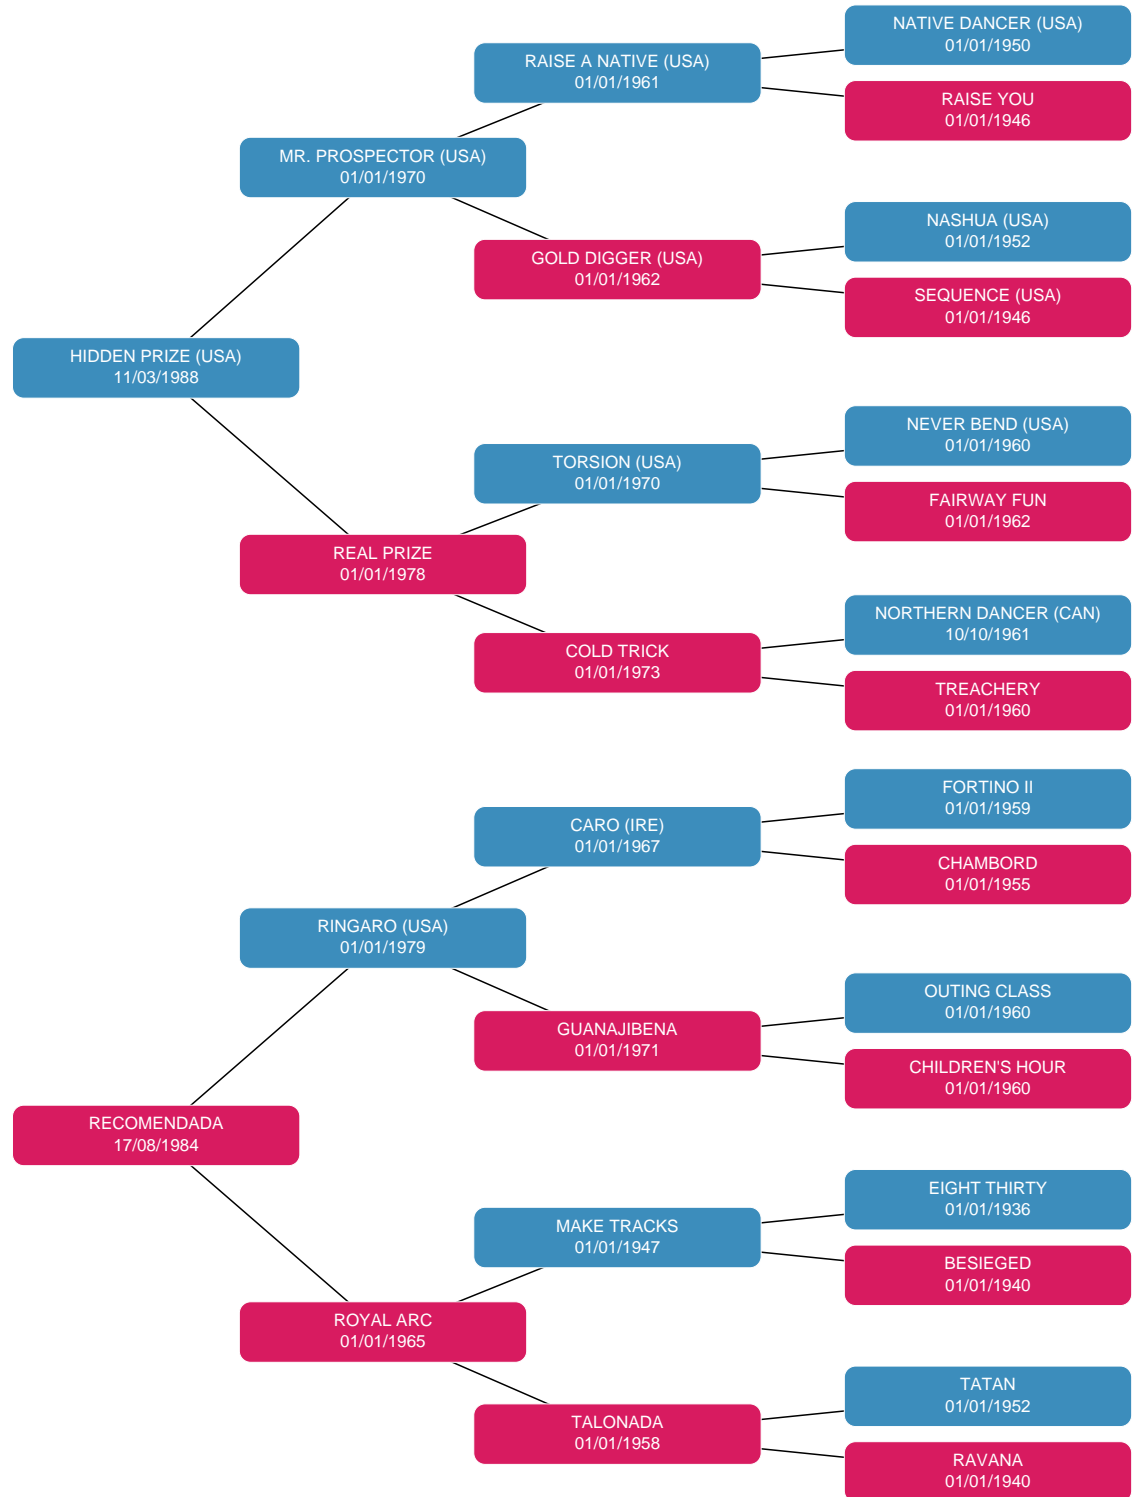 NATIVE DANCER (USA)
01/01/1950
RAISE A NATIVE (USA)
01/01/1961
RAISE YOU
01/01/1946
MR. PROSPECTOR (USA)
01/01/1970
NASHUA (USA)
01/01/1952
GOLD DIGGER (USA)
01/01/1962
SEQUENCE (USA)
01/01/1946
HIDDEN PRIZE (USA)
11/03/1988
NEVER BEND (USA)
01/01/1960
TORSION (USA)
01/01/1970
FAIRWAY FUN
01/01/1962
REAL PRIZE
01/01/1978
NORTHERN DANCER (CAN)
10/10/1961
COLD TRICK
01/01/1973
TREACHERY
01/01/1960
FORTINO II
01/01/1959
CARO (IRE)
01/01/1967
CHAMBORD
01/01/1955
RINGARO (USA)
01/01/1979
OUTING CLASS
01/01/1960
GUANAJIBENA
01/01/1971
CHILDREN'S HOUR
01/01/1960
RECOMENDADA
17/08/1984
EIGHT THIRTY
01/01/1936
MAKE TRACKS
01/01/1947
BESIEGED
01/01/1940
ROYAL ARC
01/01/1965
TATAN
01/01/1952
TALONADA
01/01/1958
RAVANA
01/01/1940